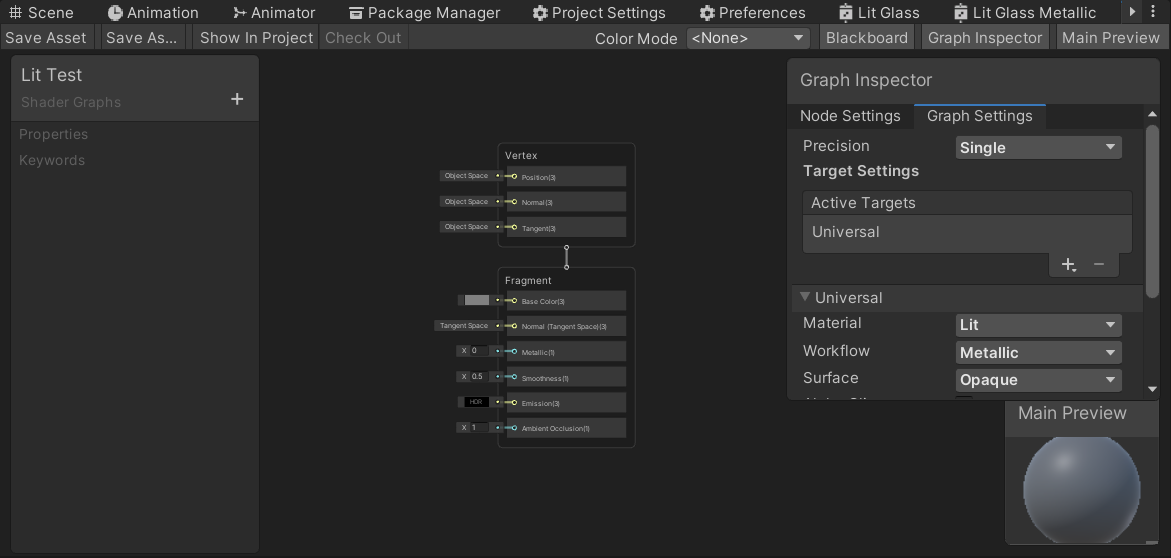 Scene Animation Animator Package Manager Project Settings Preferences Lit Glass Lit Glass Metallic
Save Asset Save As... Show In Project Check Out Color Mode <None> Blackboard Graph Inspector Main Preview
Lit Test
Shader Graphs +
Properties
Keywords
Vertex
Object Space Position(3)
Object Space Normal(3)
Object Space Tangent(3)
Fragment
Base Color(3)
Tangent Space Normal (Tangent Space)(3)
X 0 Metallic(1)
X 0.5 Smoothness(1)
HDR Emission(3)
X 1 Ambient Occlusion(1)
Graph Inspector
Node Settings Graph Settings
Precision Single
Target Settings
Active Targets
Universal
+ −
Universal
Material Lit
Workflow Metallic
Surface Opaque
Main Preview